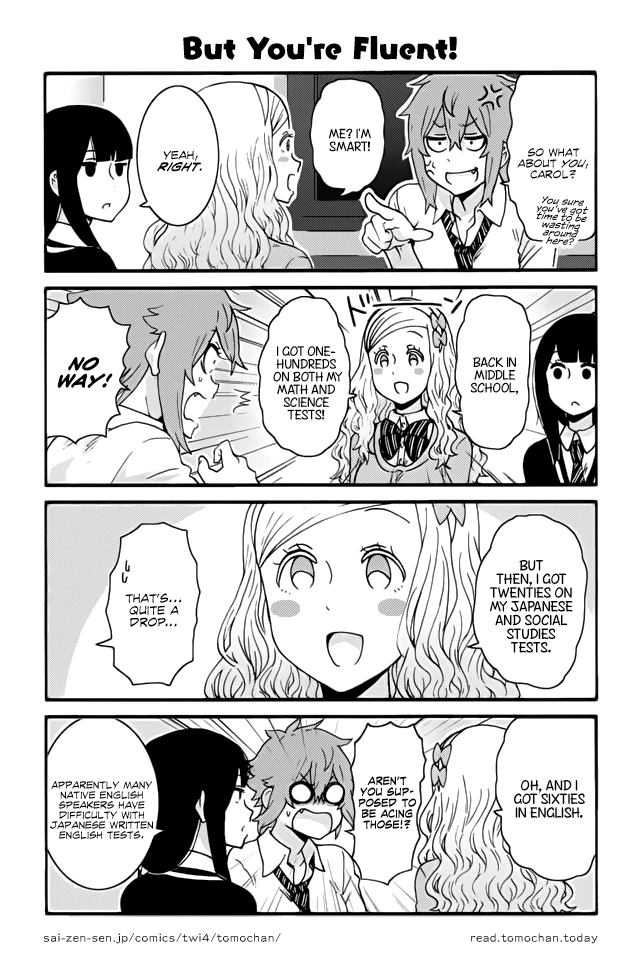 But You're Fluent!
SO WHAT
ABOUT YOU,
CAROL?
You sure
you've got
time to be
wasting
around
here?
ME? I'M
SMART!
YEAH,
RIGHT.
BACK IN
MIDDLE
SCHOOL,
I GOT ONE-
HUNDREDS
ON BOTH MY
MATH AND
SCIENCE
TESTS!
NO
WAY!
BUT
THEN, I GOT
TWENTIES ON
MY JAPANESE
AND SOCIAL
STUDIES
TESTS.
THAT'S...
QUITE A
DROP...
OH, AND I
GOT SIXTIES
IN ENGLISH.
AREN'T
YOU SUP-
POSED TO
BE ACING
THOSE!?
APPARENTLY MANY
NATIVE ENGLISH
SPEAKERS HAVE
DIFFICULTY WITH
JAPANESE WRITTEN
ENGLISH TESTS.
sai-zen-sen.jp/comics/twi4/tomochan/
read.tomochan.today